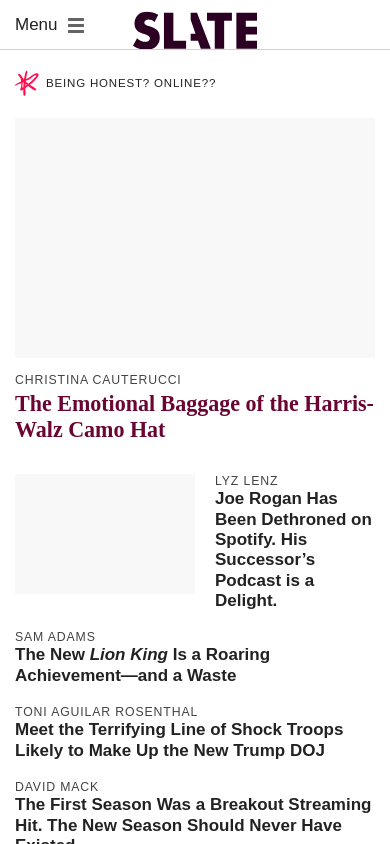 Menu
SLATE
BEING HONEST? ONLINE??
CHRISTINA CAUTERUCCI
The Emotional Baggage of the Harris-
Walz Camo Hat
LYZ LENZ
Joe Rogan Has
Been Dethroned on
Spotify. His
Successor’s
Podcast is a
Delight.
SAM ADAMS
The New Lion King Is a Roaring
Achievement—and a Waste
TONI AGUILAR ROSENTHAL
Meet the Terrifying Line of Shock Troops
Likely to Make Up the New Trump DOJ
DAVID MACK
The First Season Was a Breakout Streaming
Hit. The New Season Should Never Have
Existed